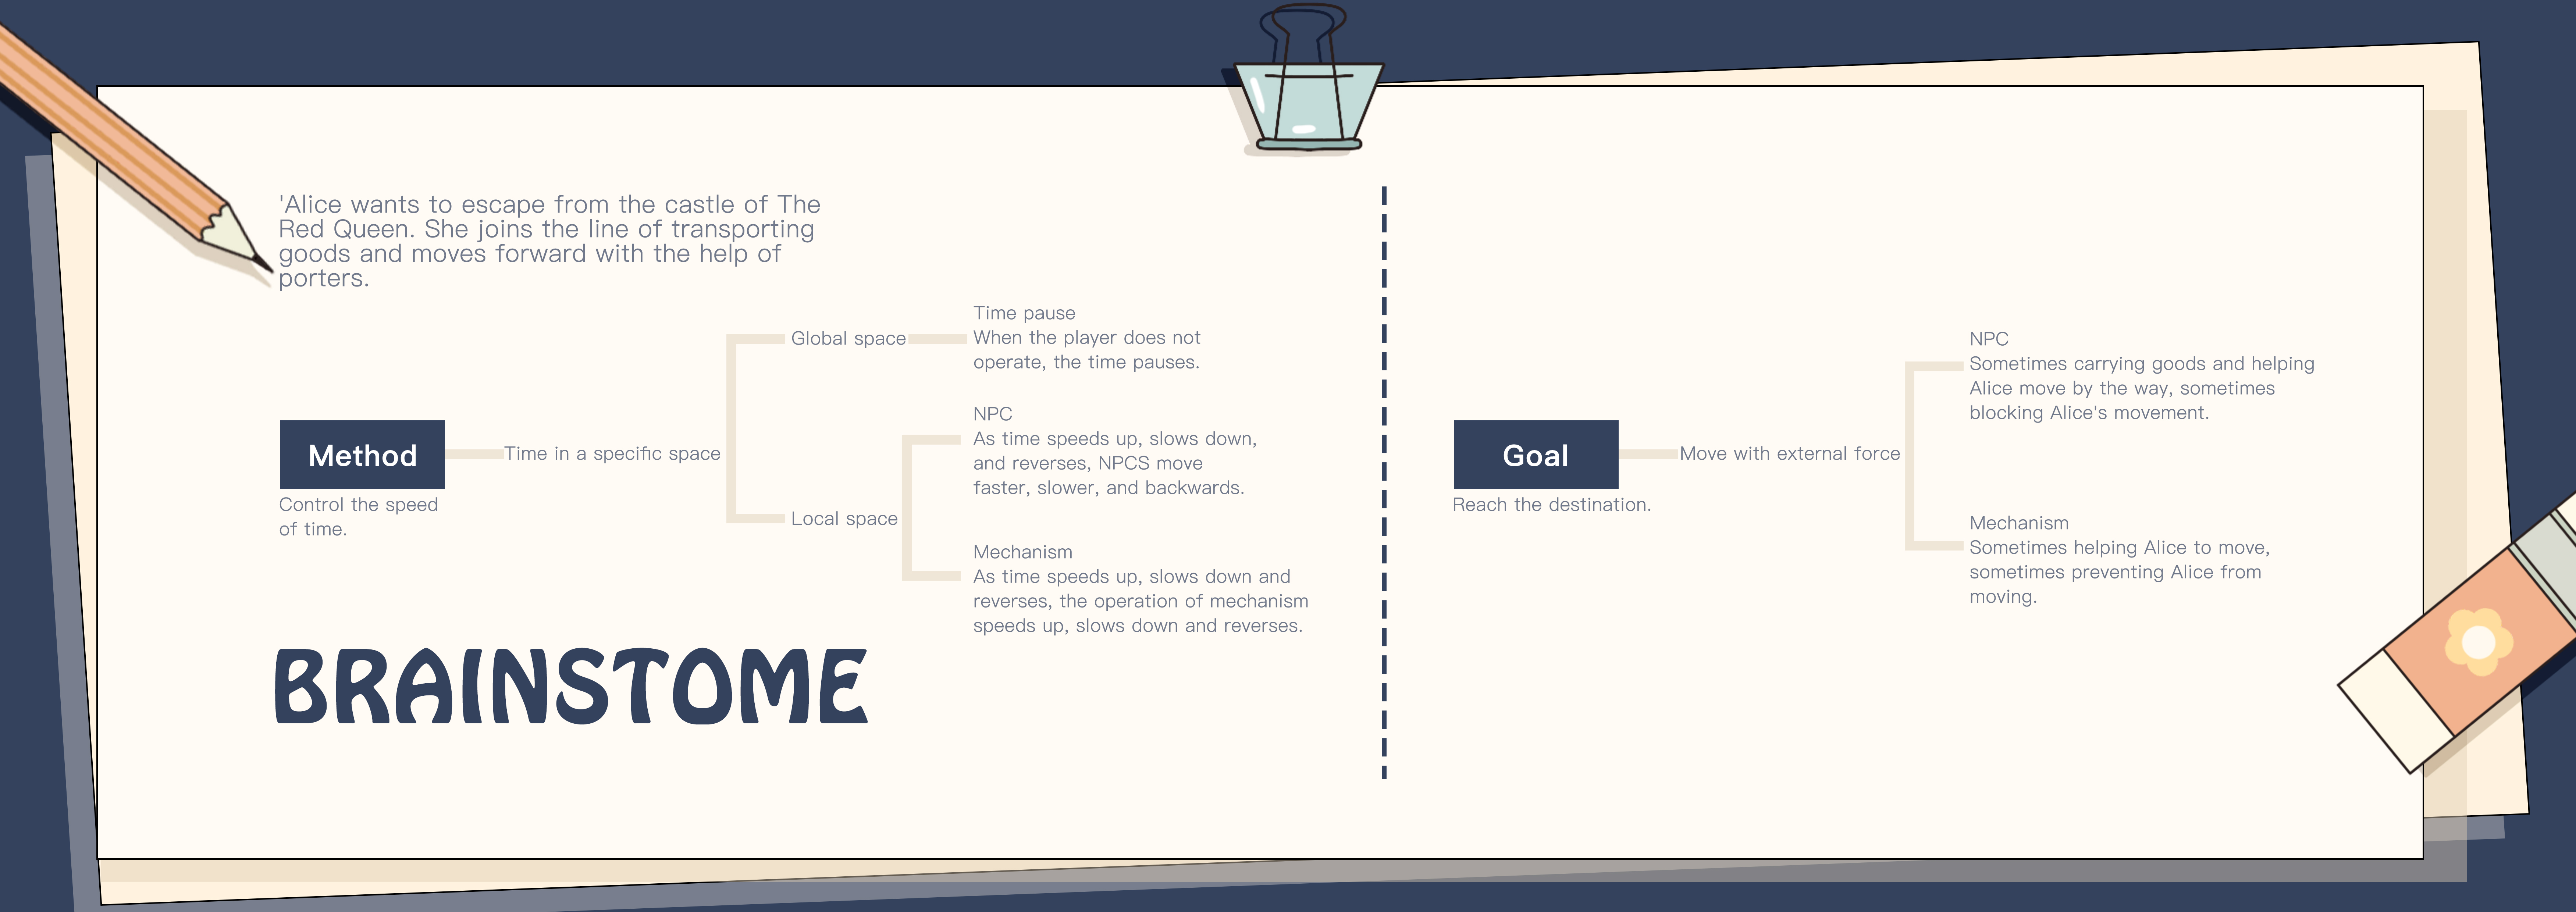 'Alice wants to escape from the castle of The
Red Queen. She joins the line of transporting
goods and moves forward with the help of
porters.
Method
Control the speed
of time.
Time in a specific space
Global space
Time pause
When the player does not
operate, the time pauses.
Local space
NPC
As time speeds up, slows down,
and reverses, NPCS move
faster, slower, and backwards.
Mechanism
As time speeds up, slows down and
reverses, the operation of mechanism
speeds up, slows down and reverses.
BRAINSTOME
Goal
Reach the destination.
Move with external force
NPC
Sometimes carrying goods and helping
Alice move by the way, sometimes
blocking Alice's movement.
Mechanism
Sometimes helping Alice to move,
sometimes preventing Alice from
moving.